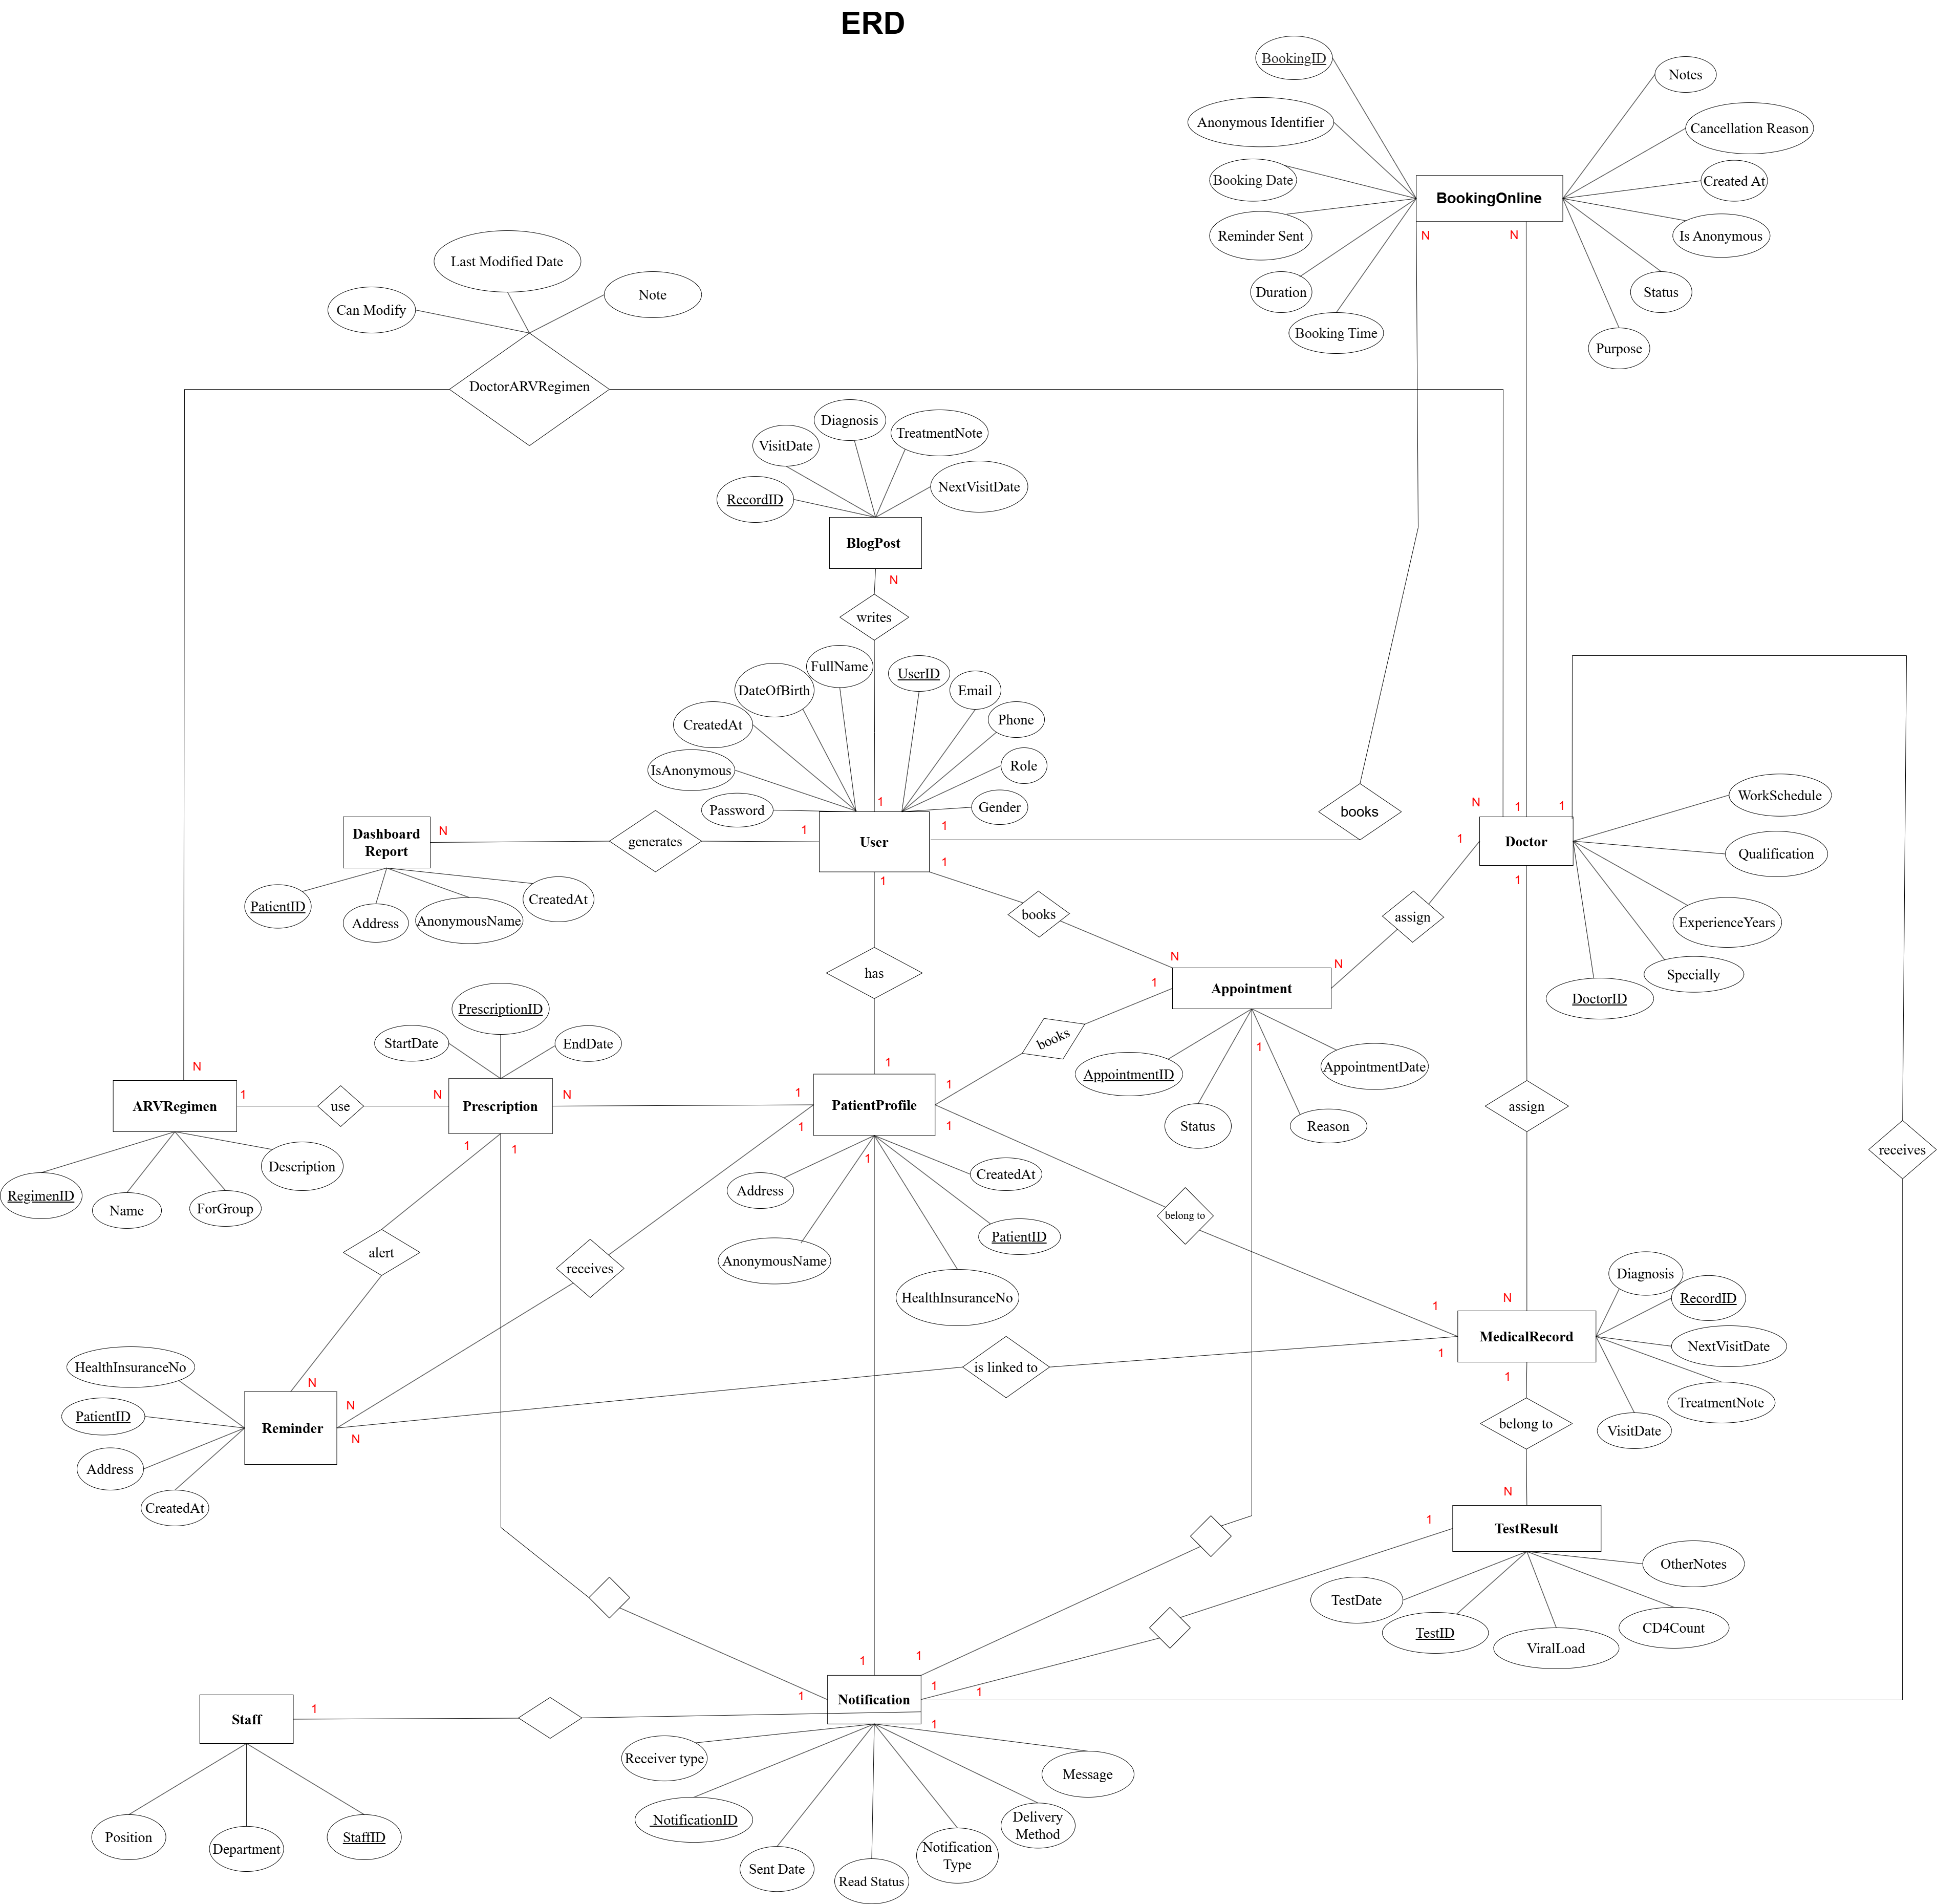 ERD
BookingID
Notes
Anonymous Identifier
Cancellation Reason
Booking Date
Created At
BookingOnline
Reminder Sent
Is Anonymous
N
N
Duration
Status
Booking Time
Purpose
Last Modified Date
Can Modify
Note
DoctorARVRegimen
Diagnosis
VisitDate
TreatmentNote
RecordID
NextVisitDate
BlogPost
N
writes
FullName
UserID
DateOfBirth
Email
CreatedAt
Phone
IsAnonymous
Role
Password
Gender
1
WorkSchedule
books
N
1
1
Dashboard
Report
N
generates
1
User
1
1
1
Doctor
Qualification
1
1
PatientID
Address
AnonymousName
CreatedAt
books
assign
ExperienceYears
has
N
N
Specially
1
Appointment
DoctorID
PrescriptionID
StartDate
EndDate
books
1
AppointmentDate
AppointmentID
N
1
1
ARVRegimen
1
use
N
Prescription
N
1
PatientProfile
1
assign
Status
Reason
1
1
1
1
1
receives
Description
RegimenID
Name
ForGroup
Address
CreatedAt
belong to
PatientID
alert
receives
AnonymousName
HealthInsuranceNo
Diagnosis
RecordID
N
1
MedicalRecord
NextVisitDate
1
HealthInsuranceNo
is linked to
N
1
TreatmentNote
PatientID
N
Reminder
N
belong to
VisitDate
Address
CreatedAt
N
1
TestResult
OtherNotes
TestDate
TestID
CD4Count
ViralLoad
1
1
1
1
1
Notification
Staff
1
1
Receiver type
Message
NotificationID
Delivery
Method
Position
Department
StaffID
Sent Date
Read Status
Notification
Type